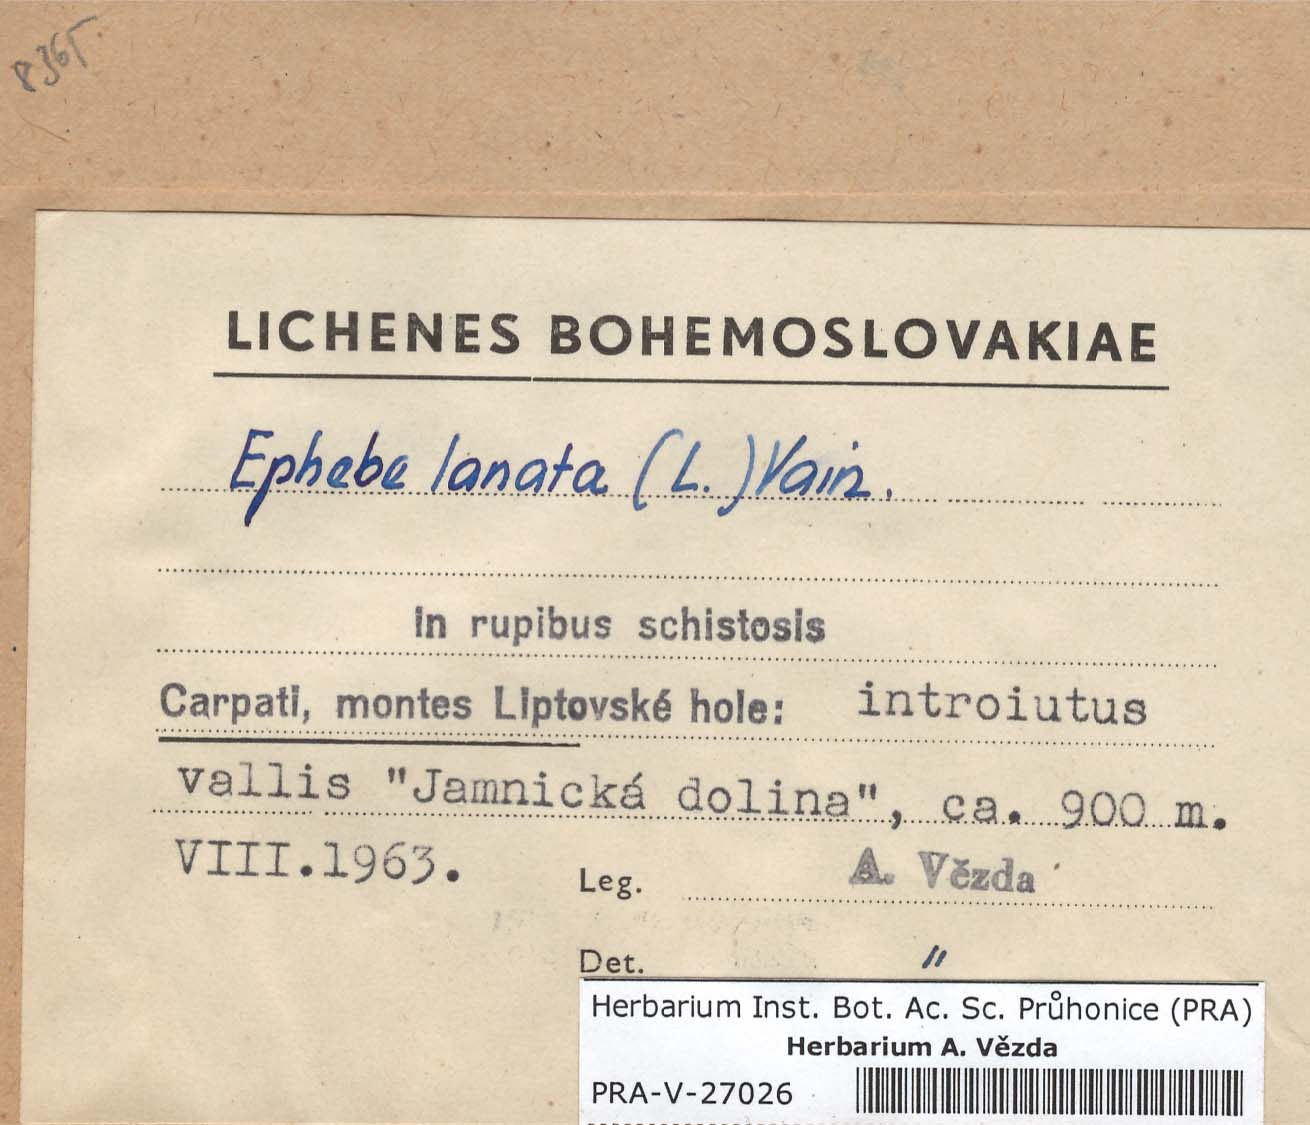 8365
LICHENES BOHEMOSLOVAKIAE
Ephebe lanata (L.) Vain.
in rupibus schistosis
Carpati, montes Liptovské hole: introiutus
vallis "Jamnická dolina", ca. 900 m.
VIII.1963.
Leg. A. Vězda
Det. "
Herbarium Inst. Bot. Ac. Sc. Průhonice (PRA)
Herbarium A. Vězda
PRA-V-27026